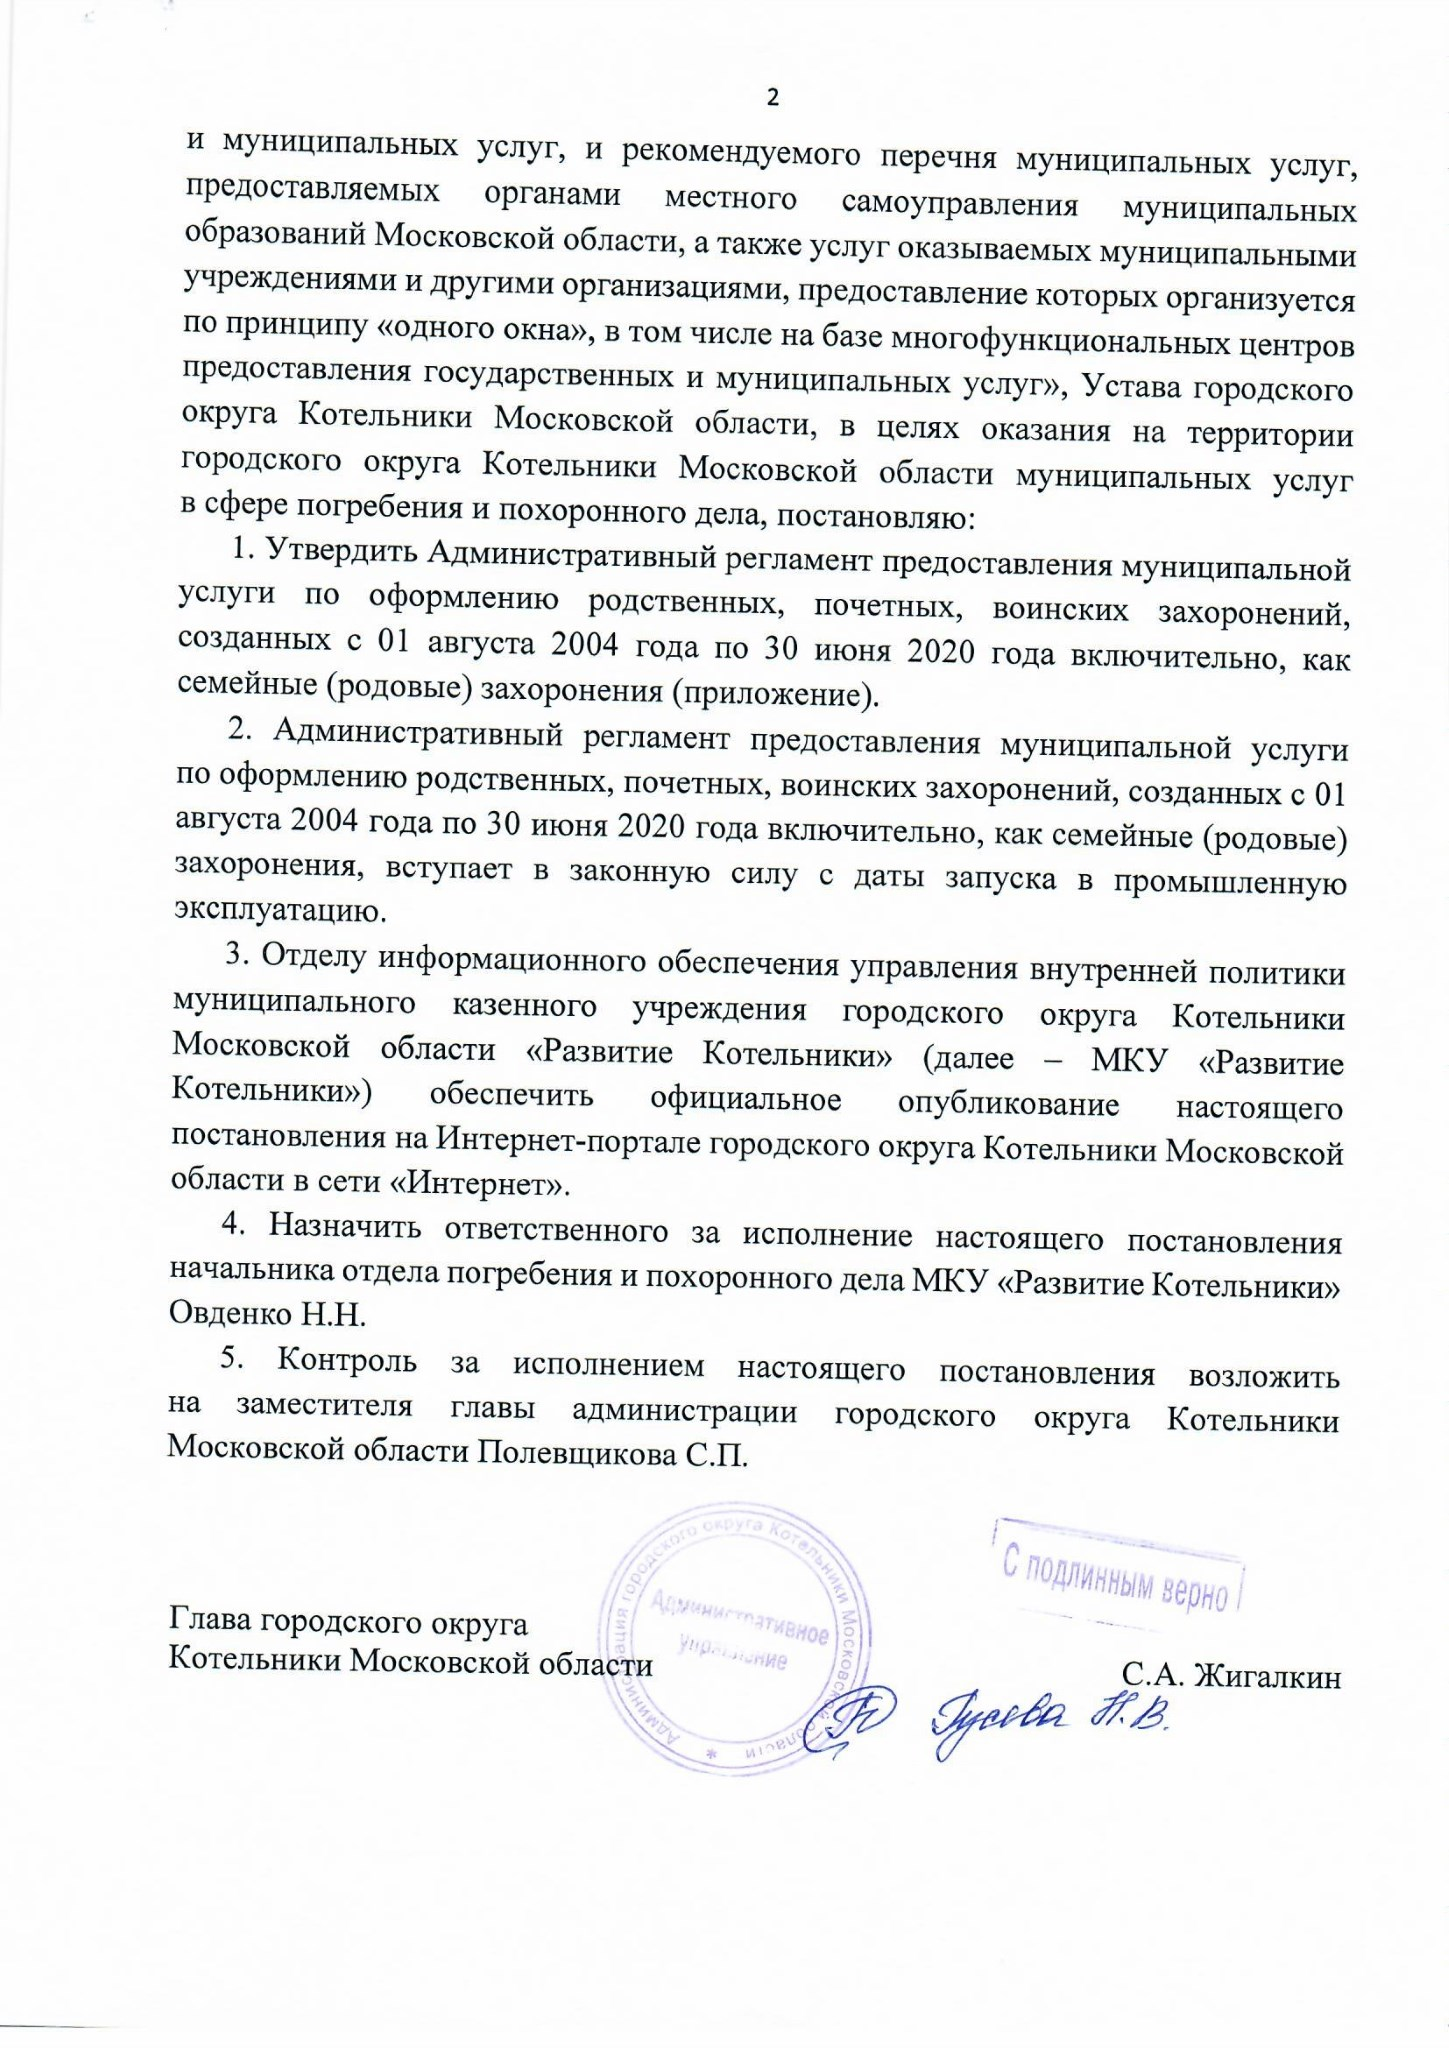 2
и муниципальных услуг, и рекомендуемого перечня муниципальных услуг,
предоставляемых органами местного самоуправления муниципальных
образований Московской области, а также услуг оказываемых муниципальными
учреждениями и другими организациями, предоставление которых организуется
по принципу «одного окна», в том числе на базе многофункциональных центров
предоставления государственных и муниципальных услуг», Устава городского
округа Котельники Московской области, в целях оказания на территории
городского округа Котельники Московской области муниципальных услуг
в сфере погребения и похоронного дела, постановляю:
1. Утвердить Административный регламент предоставления муниципальной
услуги по оформлению родственных, почетных, воинских захоронений,
созданных с 01 августа 2004 года по 30 июня 2020 года включительно, как
семейные (родовые) захоронения (приложение).
2. Административный регламент предоставления муниципальной услуги
по оформлению родственных, почетных, воинских захоронений, созданных с 01
августа 2004 года по 30 июня 2020 года включительно, как семейные (родовые)
захоронения, вступает в законную силу с даты запуска в промышленную
эксплуатацию.
3. Отделу информационного обеспечения управления внутренней политики
муниципального казенного учреждения городского округа Котельники
Московской области «Развитие Котельники» (далее – МКУ «Развитие
Котельники») обеспечить официальное опубликование настоящего
постановления на Интернет-портале городского округа Котельники Московской
области в сети «Интернет».
4. Назначить ответственного за исполнение настоящего постановления
начальника отдела погребения и похоронного дела МКУ «Развитие Котельники»
Овденко Н.Н.
5. Контроль за исполнением настоящего постановления возложить
на заместителя главы администрации городского округа Котельники
Московской области Полевщикова С.П.
Администрация городского округа Котельники Московской области *
Административное
управление
С подлинным верно
Глава городского округа
Котельники Московской области
С.А. Жигалкин
Гусева Н.В.